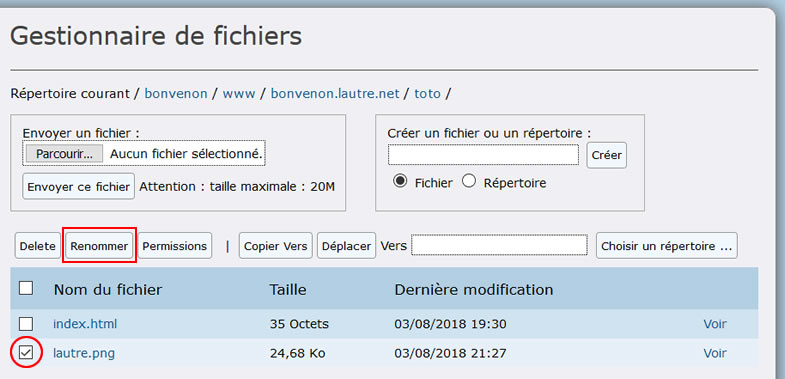 Gestionnaire de fichiers
Répertoire courant / bonvenon / www / bonvenon.lautre.net / toto /
Envoyer un fichier :
Parcourir... Aucun fichier sélectionné.
Envoyer ce fichier Attention : taille maximale : 20M
Créer un fichier ou un répertoire :
Créer
Fichier Répertoire
Delete Renommer Permissions | Copier Vers Déplacer Vers Choisir un répertoire ...
Nom du fichier Taille Dernière modification
index.html 35 Octets 03/08/2018 19:30 Voir
lautre.png 24,68 Ko 03/08/2018 21:27 Voir